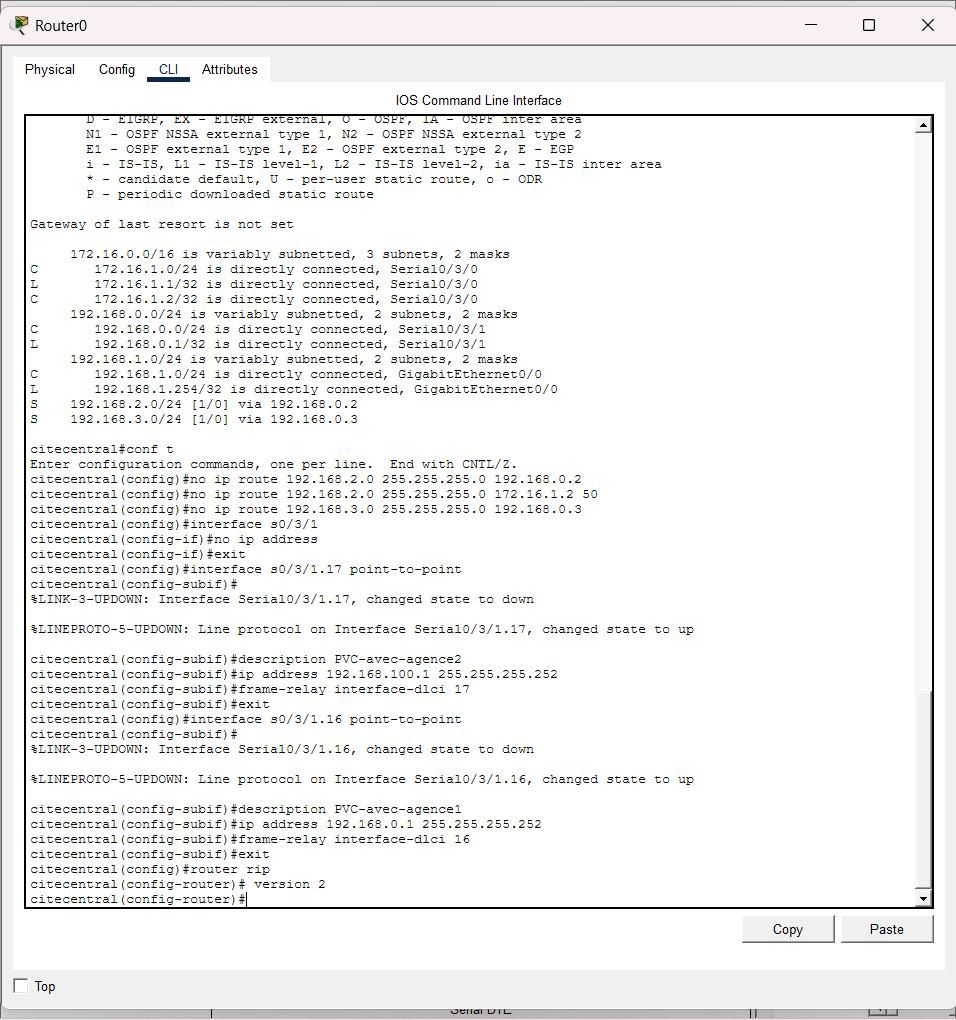 Router0
Physical Config CLI Attributes
IOS Command Line Interface
D - EIGRP, EX - EIGRP external, O - OSPF, IA - OSPF inter area
N1 - OSPF NSSA external type 1, N2 - OSPF NSSA external type 2
E1 - OSPF external type 1, E2 - OSPF external type 2, E - EGP
i - IS-IS, L1 - IS-IS level-1, L2 - IS-IS level-2, ia - IS-IS inter area
* - candidate default, U - per-user static route, o - ODR
P - periodic downloaded static route
Gateway of last resort is not set
172.16.0.0/16 is variably subnetted, 3 subnets, 2 masks
C 172.16.1.0/24 is directly connected, Serial0/3/0
L 172.16.1.1/32 is directly connected, Serial0/3/0
C 172.16.1.2/32 is directly connected, Serial0/3/0
192.168.0.0/24 is variably subnetted, 2 subnets, 2 masks
C 192.168.0.0/24 is directly connected, Serial0/3/1
L 192.168.0.1/32 is directly connected, Serial0/3/1
192.168.1.0/24 is variably subnetted, 2 subnets, 2 masks
C 192.168.1.0/24 is directly connected, GigabitEthernet0/0
L 192.168.1.254/32 is directly connected, GigabitEthernet0/0
S 192.168.2.0/24 [1/0] via 192.168.0.2
S 192.168.3.0/24 [1/0] via 192.168.0.3
citecentral#conf t
Enter configuration commands, one per line. End with CNTL/Z.
citecentral(config)#no ip route 192.168.2.0 255.255.255.0 192.168.0.2
citecentral(config)#no ip route 192.168.2.0 255.255.255.0 172.16.1.2 50
citecentral(config)#no ip route 192.168.3.0 255.255.255.0 192.168.0.3
citecentral(config)#interface s0/3/1
citecentral(config-if)#no ip address
citecentral(config-if)#exit
citecentral(config)#interface s0/3/1.17 point-to-point
citecentral(config-subif)#
%LINK-3-UPDOWN: Interface Serial0/3/1.17, changed state to down
%LINEPROTO-5-UPDOWN: Line protocol on Interface Serial0/3/1.17, changed state to up
citecentral(config-subif)#description PVC-avec-agence2
citecentral(config-subif)#ip address 192.168.100.1 255.255.255.252
citecentral(config-subif)#frame-relay interface-dlci 17
citecentral(config-subif)#exit
citecentral(config)#interface s0/3/1.16 point-to-point
citecentral(config-subif)#
%LINK-3-UPDOWN: Interface Serial0/3/1.16, changed state to down
%LINEPROTO-5-UPDOWN: Line protocol on Interface Serial0/3/1.16, changed state to up
citecentral(config-subif)#description PVC-avec-agence1
citecentral(config-subif)#ip address 192.168.0.1 255.255.255.252
citecentral(config-subif)#frame-relay interface-dlci 16
citecentral(config-subif)#exit
citecentral(config)#router rip
citecentral(config-router)# version 2
citecentral(config-router)#
Copy Paste
Top
Serial DTE